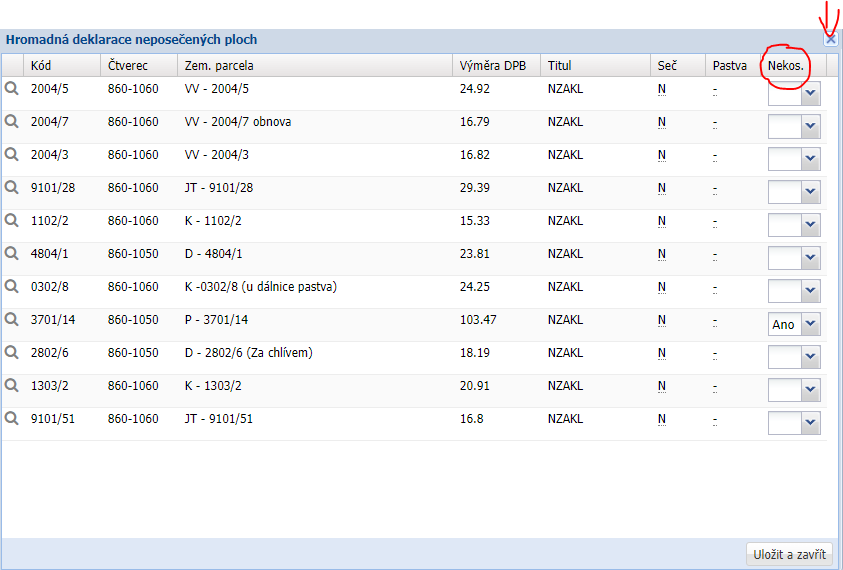 Hromadná deklarace neposečených ploch
Kód Čtverec Zem. parcela Výměra DPB Titul Seč Pastva Nekos.
2004/5 860-1060 VV - 2004/5 24.92 NZAKL N -
2004/7 860-1060 VV - 2004/7 obnova 16.79 NZAKL N -
2004/3 860-1060 VV - 2004/3 16.82 NZAKL N -
9101/28 860-1060 JT - 9101/28 29.39 NZAKL N -
1102/2 860-1060 K - 1102/2 15.33 NZAKL N -
4804/1 860-1050 D - 4804/1 23.81 NZAKL N -
0302/8 860-1060 K -0302/8 (u dálnice pastva) 24.25 NZAKL N -
3701/14 860-1050 P - 3701/14 103.47 NZAKL N - Ano
2802/6 860-1050 D - 2802/6 (Za chlívem) 18.19 NZAKL N -
1303/2 860-1060 K - 1303/2 20.91 NZAKL N -
9101/51 860-1060 JT - 9101/51 16.8 NZAKL N -
Uložit a zavřít